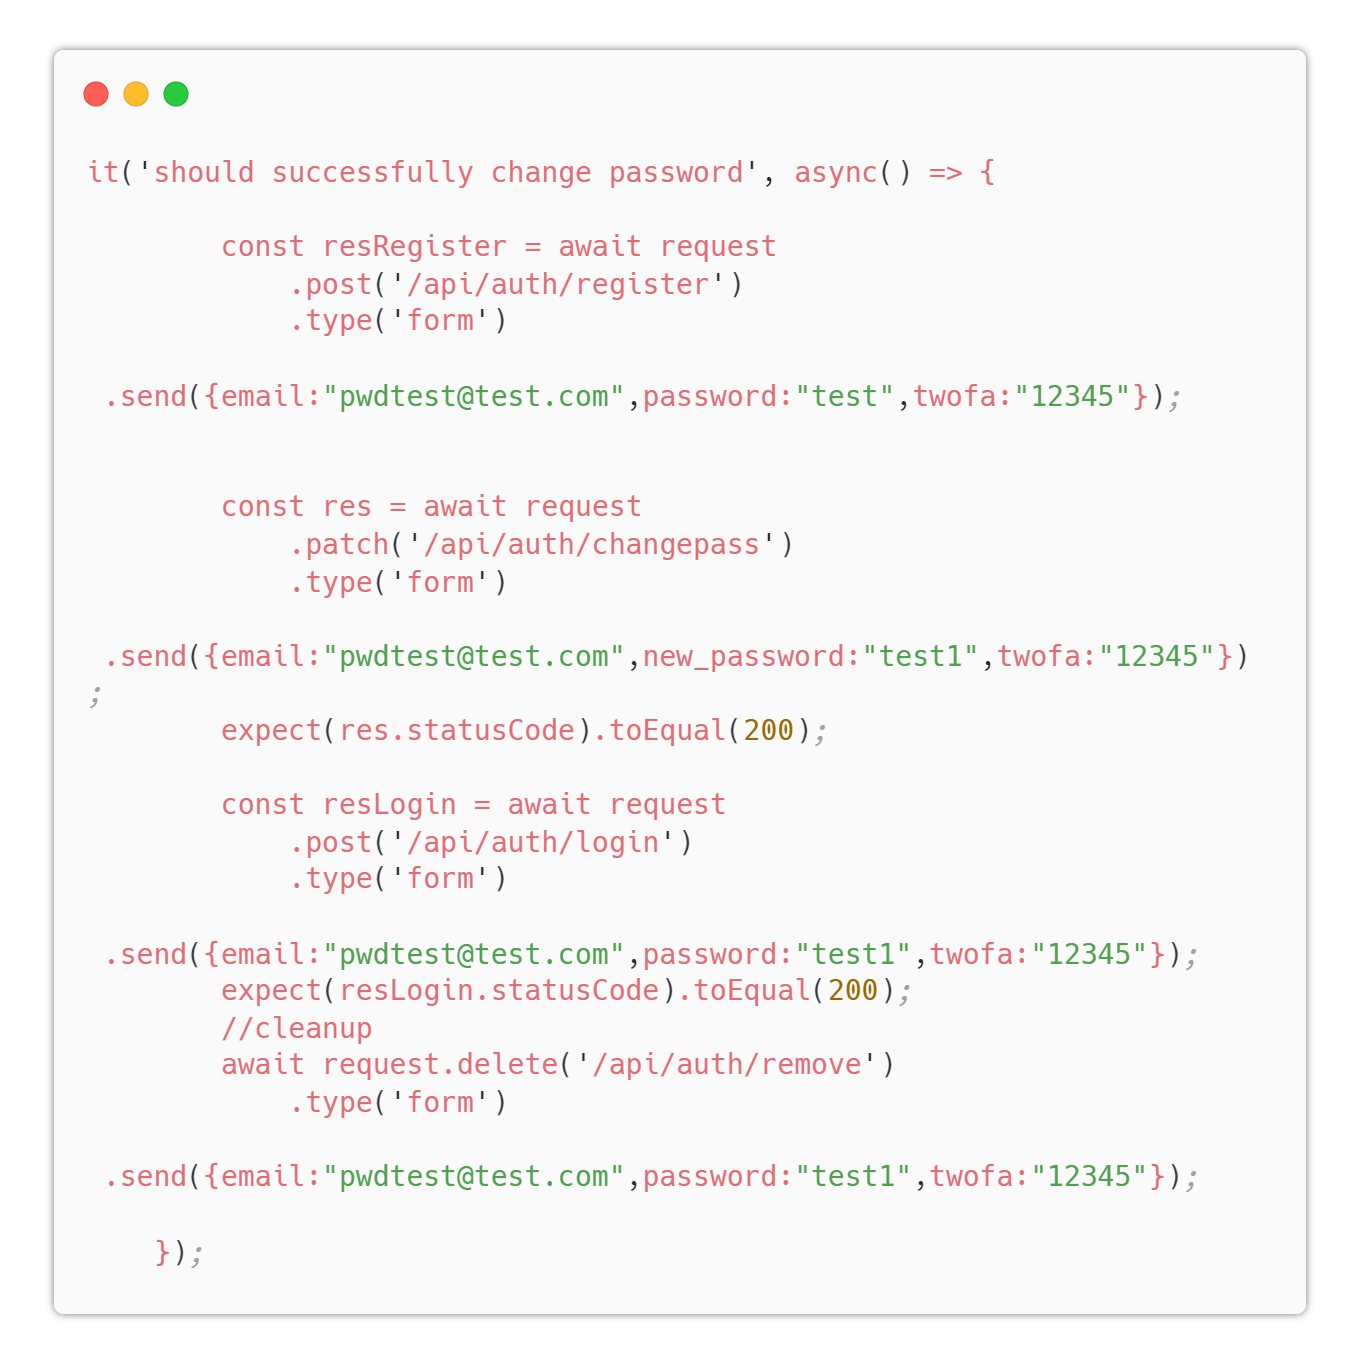 it('should successfully change password', async() => {
const resRegister = await request
.post('/api/auth/register')
.type('form')
.send({email:"pwdtest@test.com",password:"test",twofa:"12345"});
const res = await request
.patch('/api/auth/changepass')
.type('form')
.send({email:"pwdtest@test.com",new_password:"test1",twofa:"12345"})
;
expect(res.statusCode).toEqual(200);
const resLogin = await request
.post('/api/auth/login')
.type('form')
.send({email:"pwdtest@test.com",password:"test1",twofa:"12345"});
expect(resLogin.statusCode).toEqual(200);
//cleanup
await request.delete('/api/auth/remove')
.type('form')
.send({email:"pwdtest@test.com",password:"test1",twofa:"12345"});
});